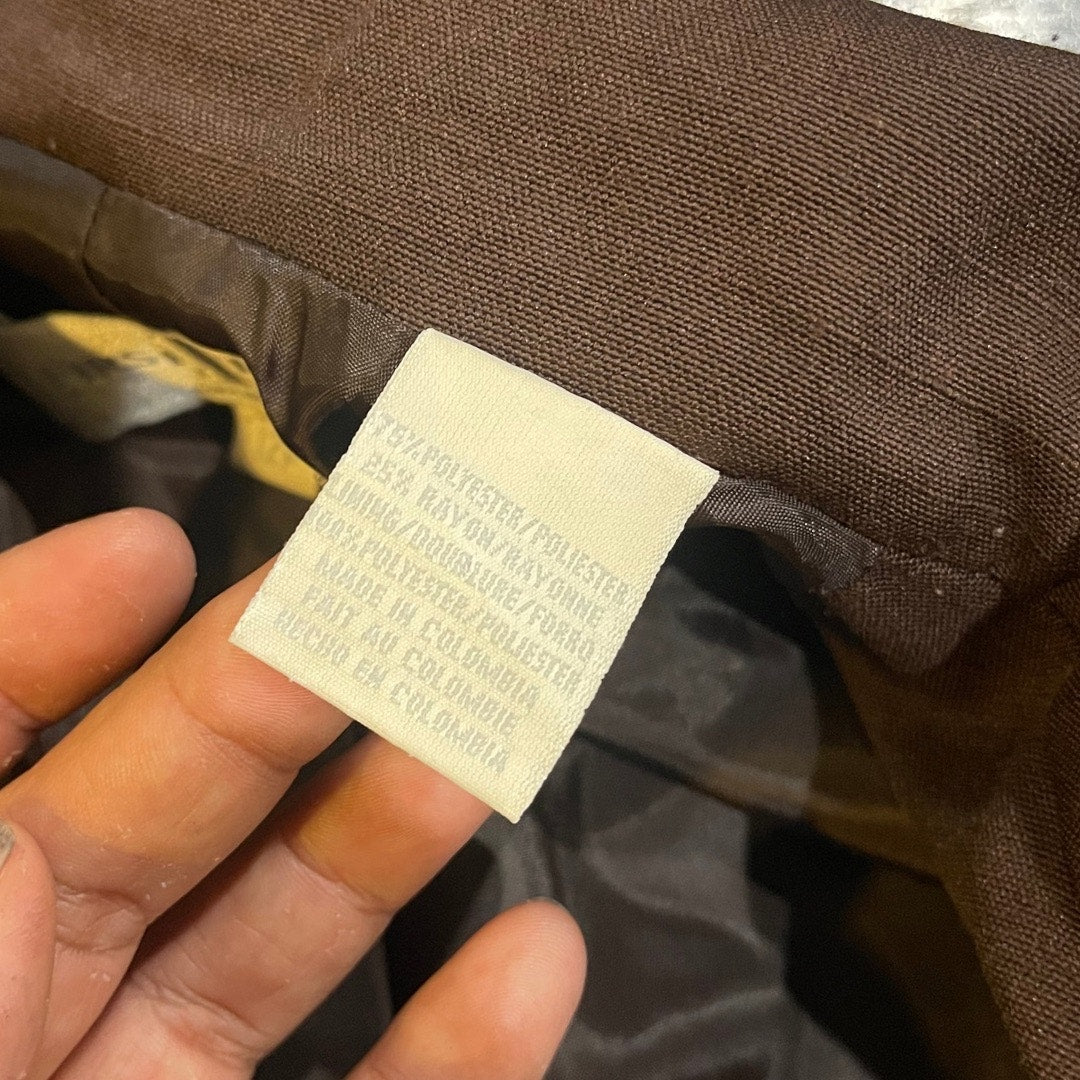 75% POLYESTER/POLIESTER
25% RAYON/RAYONNE
LINING/DOUBLURE/FORRO
100% POLYESTER/POLIESTER
MADE IN COLOMBIA
FAIT AU COLOMBIE
HECHO EN COLOMBIA